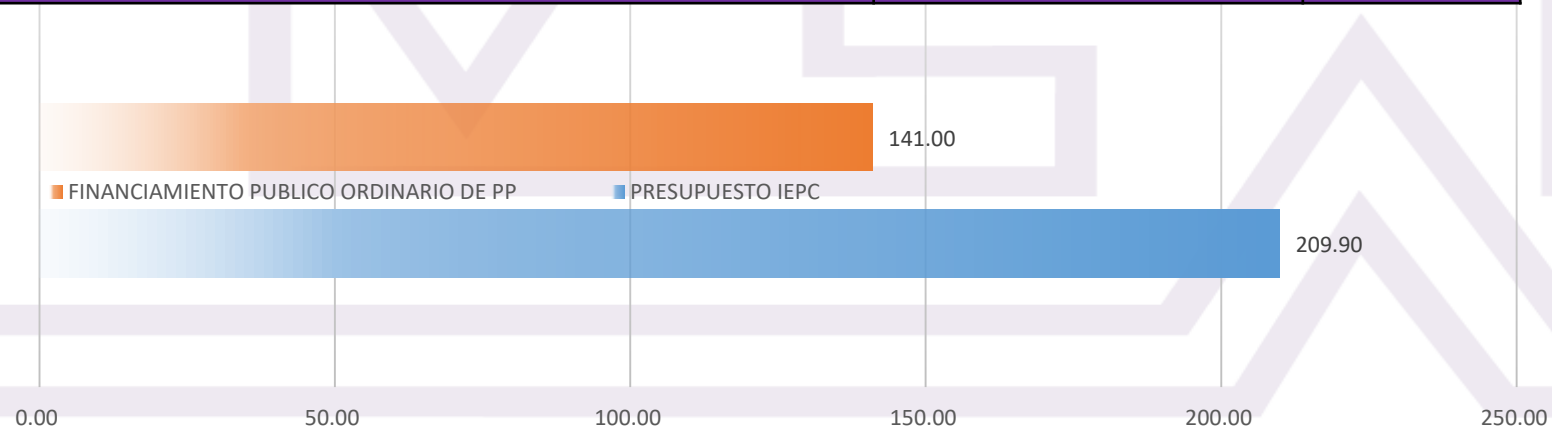 141.00
FINANCIAMIENTO PUBLICO ORDINARIO DE PP PRESUPUESTO IEPC
209.90
0.00 50.00 100.00 150.00 200.00 250.00